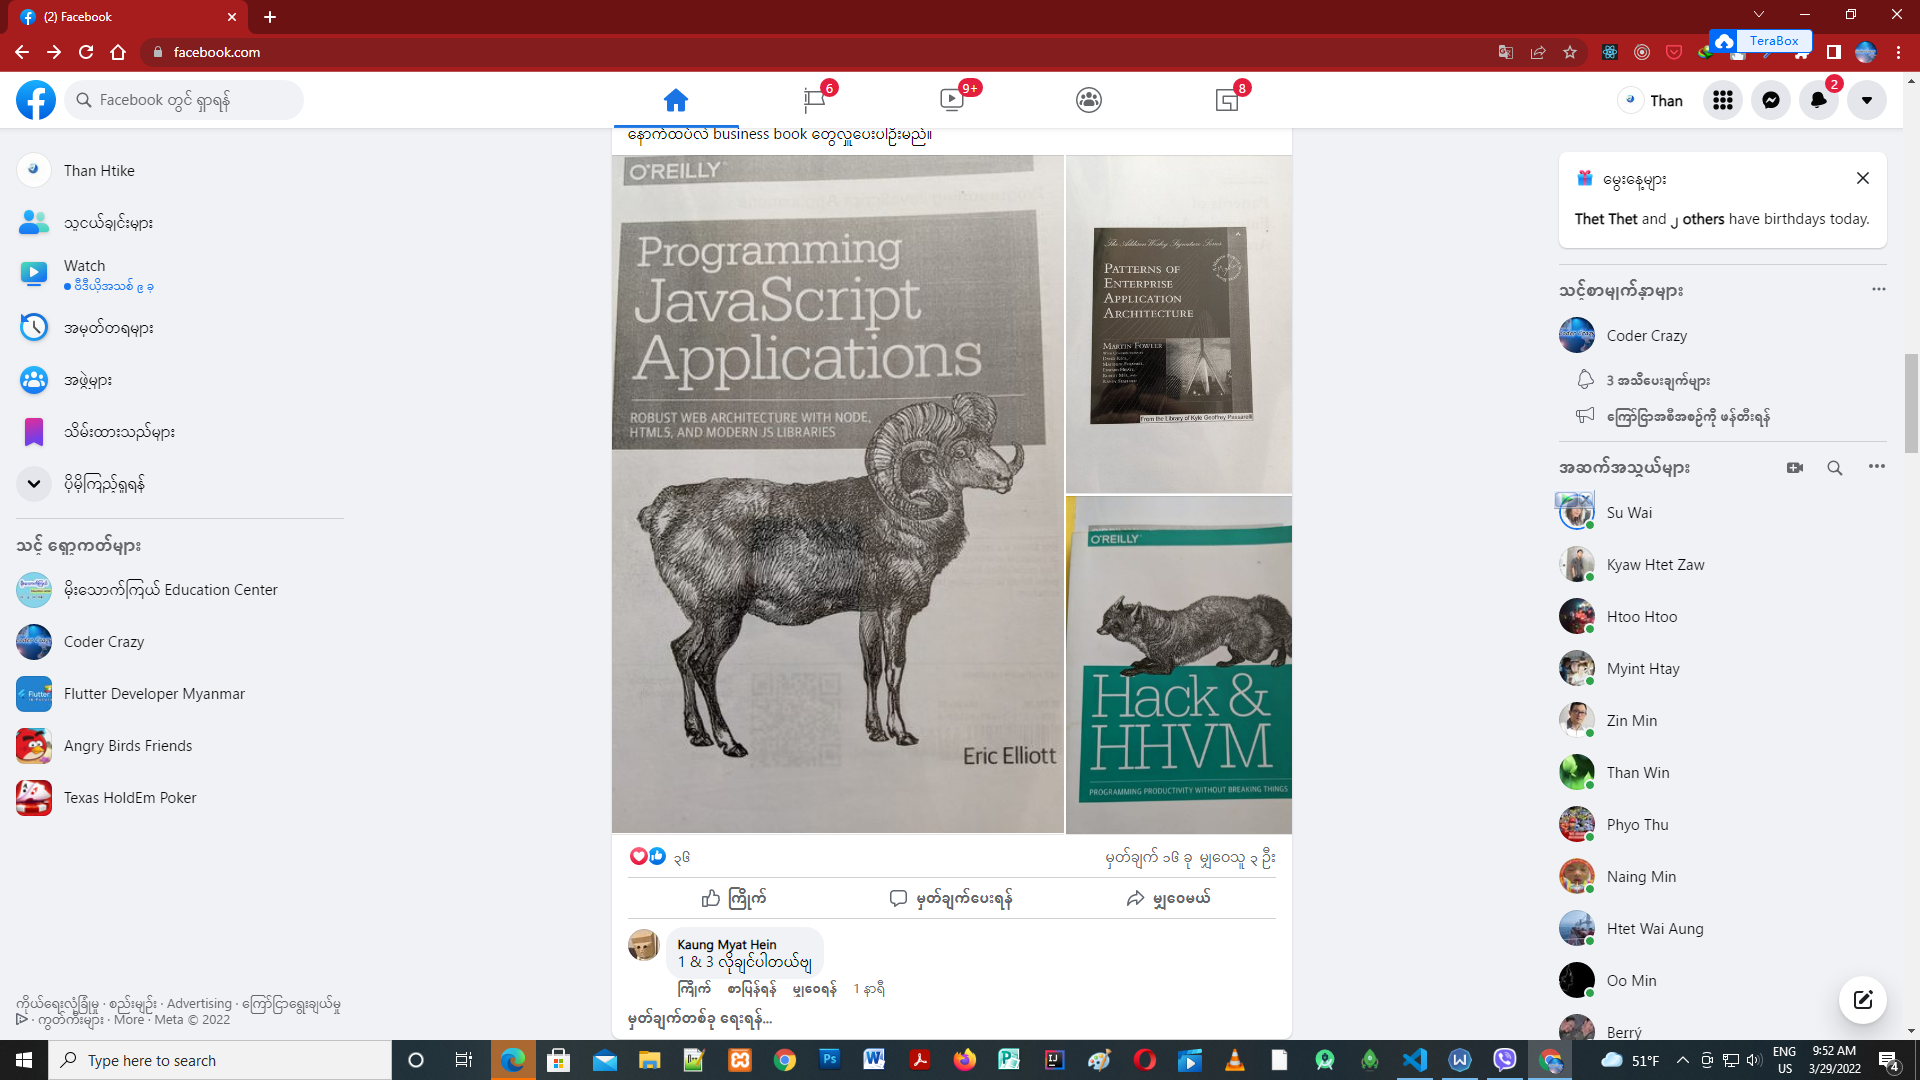 (2) Facebook
facebook.com
TeraBox
Facebook တွင် ရှာရန်
6
9+
8
Than
2
Than Htike
သူငယ်ချင်းများ
Watch
ဗီဒီယိုအသစ် ၉ ခု
အမှတ်တရများ
အဖွဲ့များ
သိမ်းထားသည်များ
ပိုမိုကြည့်ရှုရန်
သင့် ရှော့ကတ်များ
မိုးသောက်ကြယ် Education Center
Coder Crazy
Flutter Developer Myanmar
Angry Birds Friends
Texas HoldEm Poker
ကိုယ်ရေးလုံခြုံမှု · စည်းမျဉ်း · Advertising · ကြော်ငြာရွေးချယ်မှု
· ကွတ်ကီးများ · More · Meta © 2022
နောက်ထပ်လဲ business book တွေလှူပေးပါဦးမည်။
O'REILLY
Programming
JavaScript
Applications
ROBUST WEB ARCHITECTURE WITH NODE,
HTML5, AND MODERN JS LIBRARIES
Eric Elliott
The Addison-Wesley Signature Series
PATTERNS OF
ENTERPRISE
APPLICATION
ARCHITECTURE
MARTIN FOWLER
From the Library of Kyle Geoffrey Passarelli
O'REILLY
Hack &
HHVM
PROGRAMMING PRODUCTIVITY WITHOUT BREAKING THINGS
၃၆
မှတ်ချက် ၁၆ ခု မျှဝေသူ ၃ ဦး
ကြိုက်
မှတ်ချက်ပေးရန်
မျှဝေမယ်
Kaung Myat Hein
1 & 3 လိုချင်ပါတယ်ဗျ
ကြိုက် စာပြန်ရန် မျှဝေရန် 1 နာရီ
မှတ်ချက်တစ်ခု ရေးရန်...
မွေးနေ့များ
Thet Thet and ၂ others have birthdays today.
သင့်စာမျက်နှာများ
Coder Crazy
3 အသိပေးချက်များ
ကြော်ငြာအစီအစဉ်ကို ဖန်တီးရန်
အဆက်အသွယ်များ
Su Wai
Kyaw Htet Zaw
Htoo Htoo
Myint Htay
Zin Min
Than Win
Phyo Thu
Naing Min
Htet Wai Aung
Oo Min
Berrý
Type here to search
51°F
ENG
US
9:52 AM
3/29/2022
4